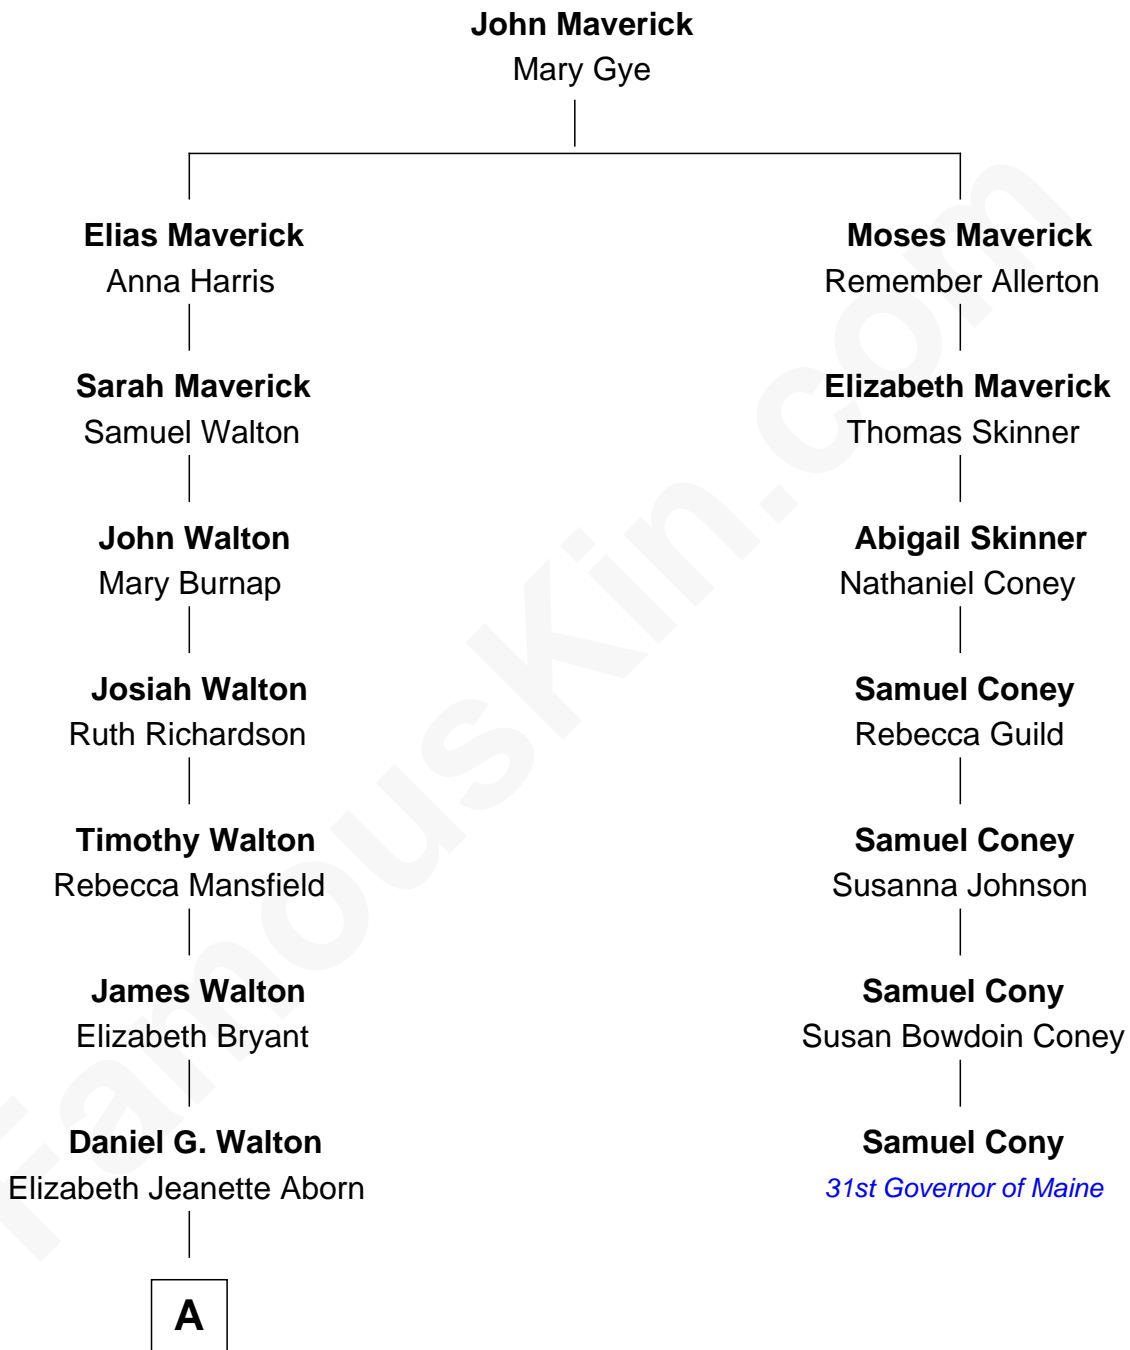 John Maverick
Mary Gye
Elias Maverick
Anna Harris
Moses Maverick
Remember Allerton
Sarah Maverick
Samuel Walton
Elizabeth Maverick
Thomas Skinner
John Walton
Mary Burnap
Abigail Skinner
Nathaniel Coney
Josiah Walton
Ruth Richardson
Samuel Coney
Rebecca Guild
Timothy Walton
Rebecca Mansfield
Samuel Coney
Susanna Johnson
James Walton
Elizabeth Bryant
Samuel Cony
Susan Bowdoin Coney
Daniel G. Walton
Elizabeth Jeanette Aborn
Samuel Cony
31st Governor of Maine
A
FamousKin.com